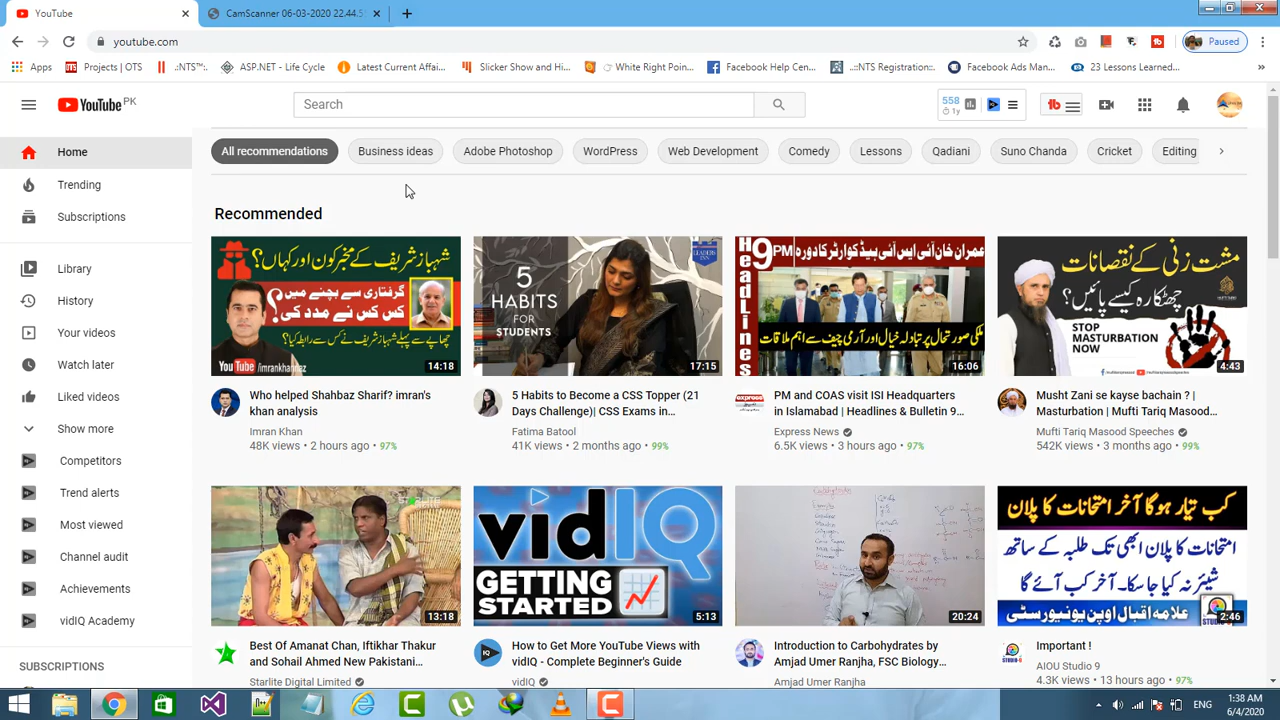 YouTube
CamScanner 06-03-2020 22.44.5
youtube.com
Paused
Apps
Projects | OTS
.:NTS™:.
ASP.NET - Life Cycle
Latest Current Affai...
Slider Show and Hi...
White Right Poin...
Facebook Help Cen...
..::NTS Registration::.
Facebook Ads Man...
23 Lessons Learned...
YouTube PK
Search
558
1y
Home
Trending
Subscriptions
Library
History
Your videos
Watch later
Liked videos
Show more
Competitors
Trend alerts
Most viewed
Channel audit
Achievements
vidIQ Academy
SUBSCRIPTIONS
All recommendations
Business ideas
Adobe Photoshop
WordPress
Web Development
Comedy
Lessons
Qadiani
Suno Chanda
Cricket
Editing
Recommended
شہباز شریف کے مخبر کون اور کہاں؟
گرفتاری سے بچنے میں
کس کس نے مدد کی؟
چھاپے سے پہلے شہباز شریف نے کس سے رابطہ کیا؟
YouTube /imrankhanriaz
14:18
Who helped Shahbaz Sharif? imran's
khan analysis
Imran Khan
48K views • 2 hours ago • 97%
5
HABITS
FOR
STUDENTS
LEADERS
INN
17:15
5 Habits to Become a CSS Topper (21
Days Challenge)| CSS Exams in...
Fatima Batool
41K views • 2 months ago • 99%
Headlines
9PM
عمران خان آئی ایس آئی ہیڈ کوارٹر کا دورہ
ملکی صورتحال پر تبادلہ خیال اور آرمی چیف سے اہم ملاقات
16:06
PM and COAS visit ISI Headquarters
in Islamabad | Headlines & Bulletin 9...
express
Express News
6.5K views • 3 hours ago • 97%
مشت زنی کے نقصانات
چھٹکارہ کیسے پائیں؟
STOP
MASTURBATION
NOW
4:43
Musht Zani se kayse bachain ? |
Masturbation | Mufti Tariq Masood...
Mufti Tariq Masood Speeches
542K views • 3 months ago • 99%
STARLITE
13:18
Best Of Amanat Chan, Iftikhar Thakur
and Sohail Ahmed New Pakistani...
Starlite Digital Limited
vidIQ
GETTING
STARTED
5:13
How to Get More YouTube Views with
vidIQ - Complete Beginner's Guide
vidIQ
20:24
Introduction to Carbohydrates by
Amjad Umer Ranjha, FSC Biology...
Amjad Umer Ranjha
کب تیار ہوگا آخر امتحانات کا پلان
امتحانات کا پلان ابھی تک طلبہ کے ساتھ
شیئر نہ کیا جا سکا. آخر کب آئے گا
علامہ اقبال اوپن یونیورسٹی
STUDIO-9
2:46
Important !
AIOU Studio 9
4.3K views • 13 hours ago • 97%
ENG
1:38 AM
6/4/2020